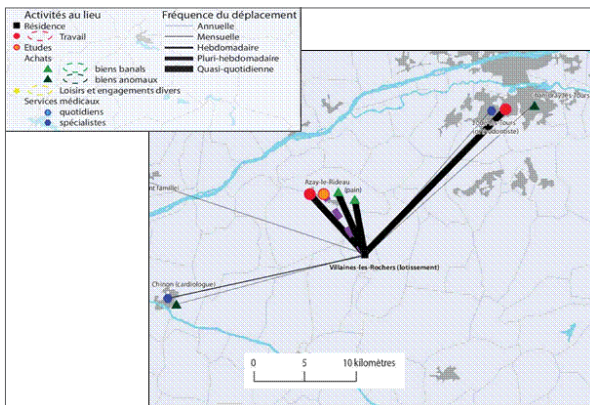 Activités au lieu
Résidence
Travail
Etudes
Achats
biens banals
biens anomaux
Loisirs et engagements divers
Services médicaux
quotidiens
spécialistes
Fréquence du déplacement
Annuelle
Mensuelle
Hebdomadaire
Pluri-hebdomadaire
Quasi-quotidienne
Azay-le-Rideau
(pain)
famille)
Villaines-les-Rochers (lotissement)
Chinon (cardiologue)
0 5 10 kilomètres